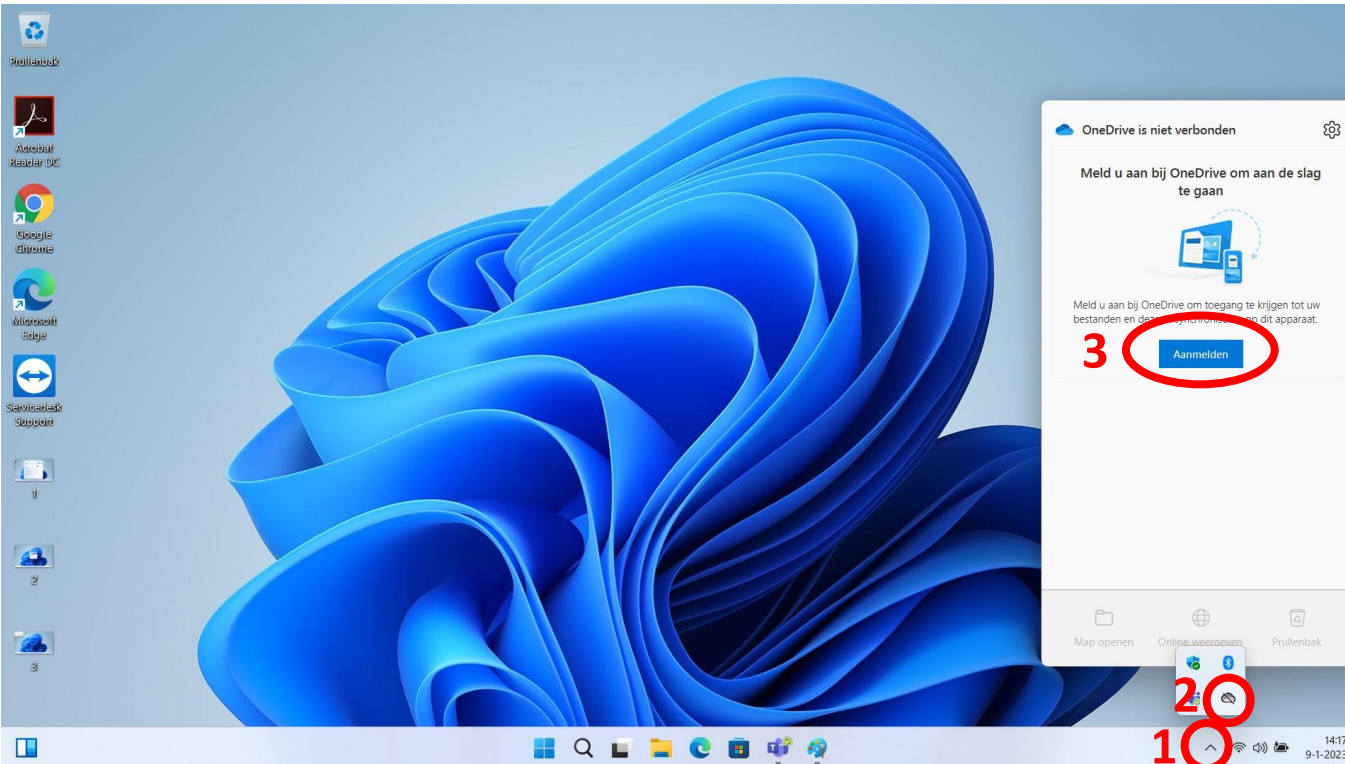 Prullenbak
Acrobat
Reader DC
Google
Chrome
Microsoft
Edge
Servicedesk
Support
1
2
3
OneDrive is niet verbonden
Meld u aan bij OneDrive om aan de slag
te gaan
Meld u aan bij OneDrive om toegang te krijgen tot uw
bestanden en op dit apparaat.
3
Aanmelden
Map openen
Online weergeven
Prullenbak
2
1
14:17
9-1-2023